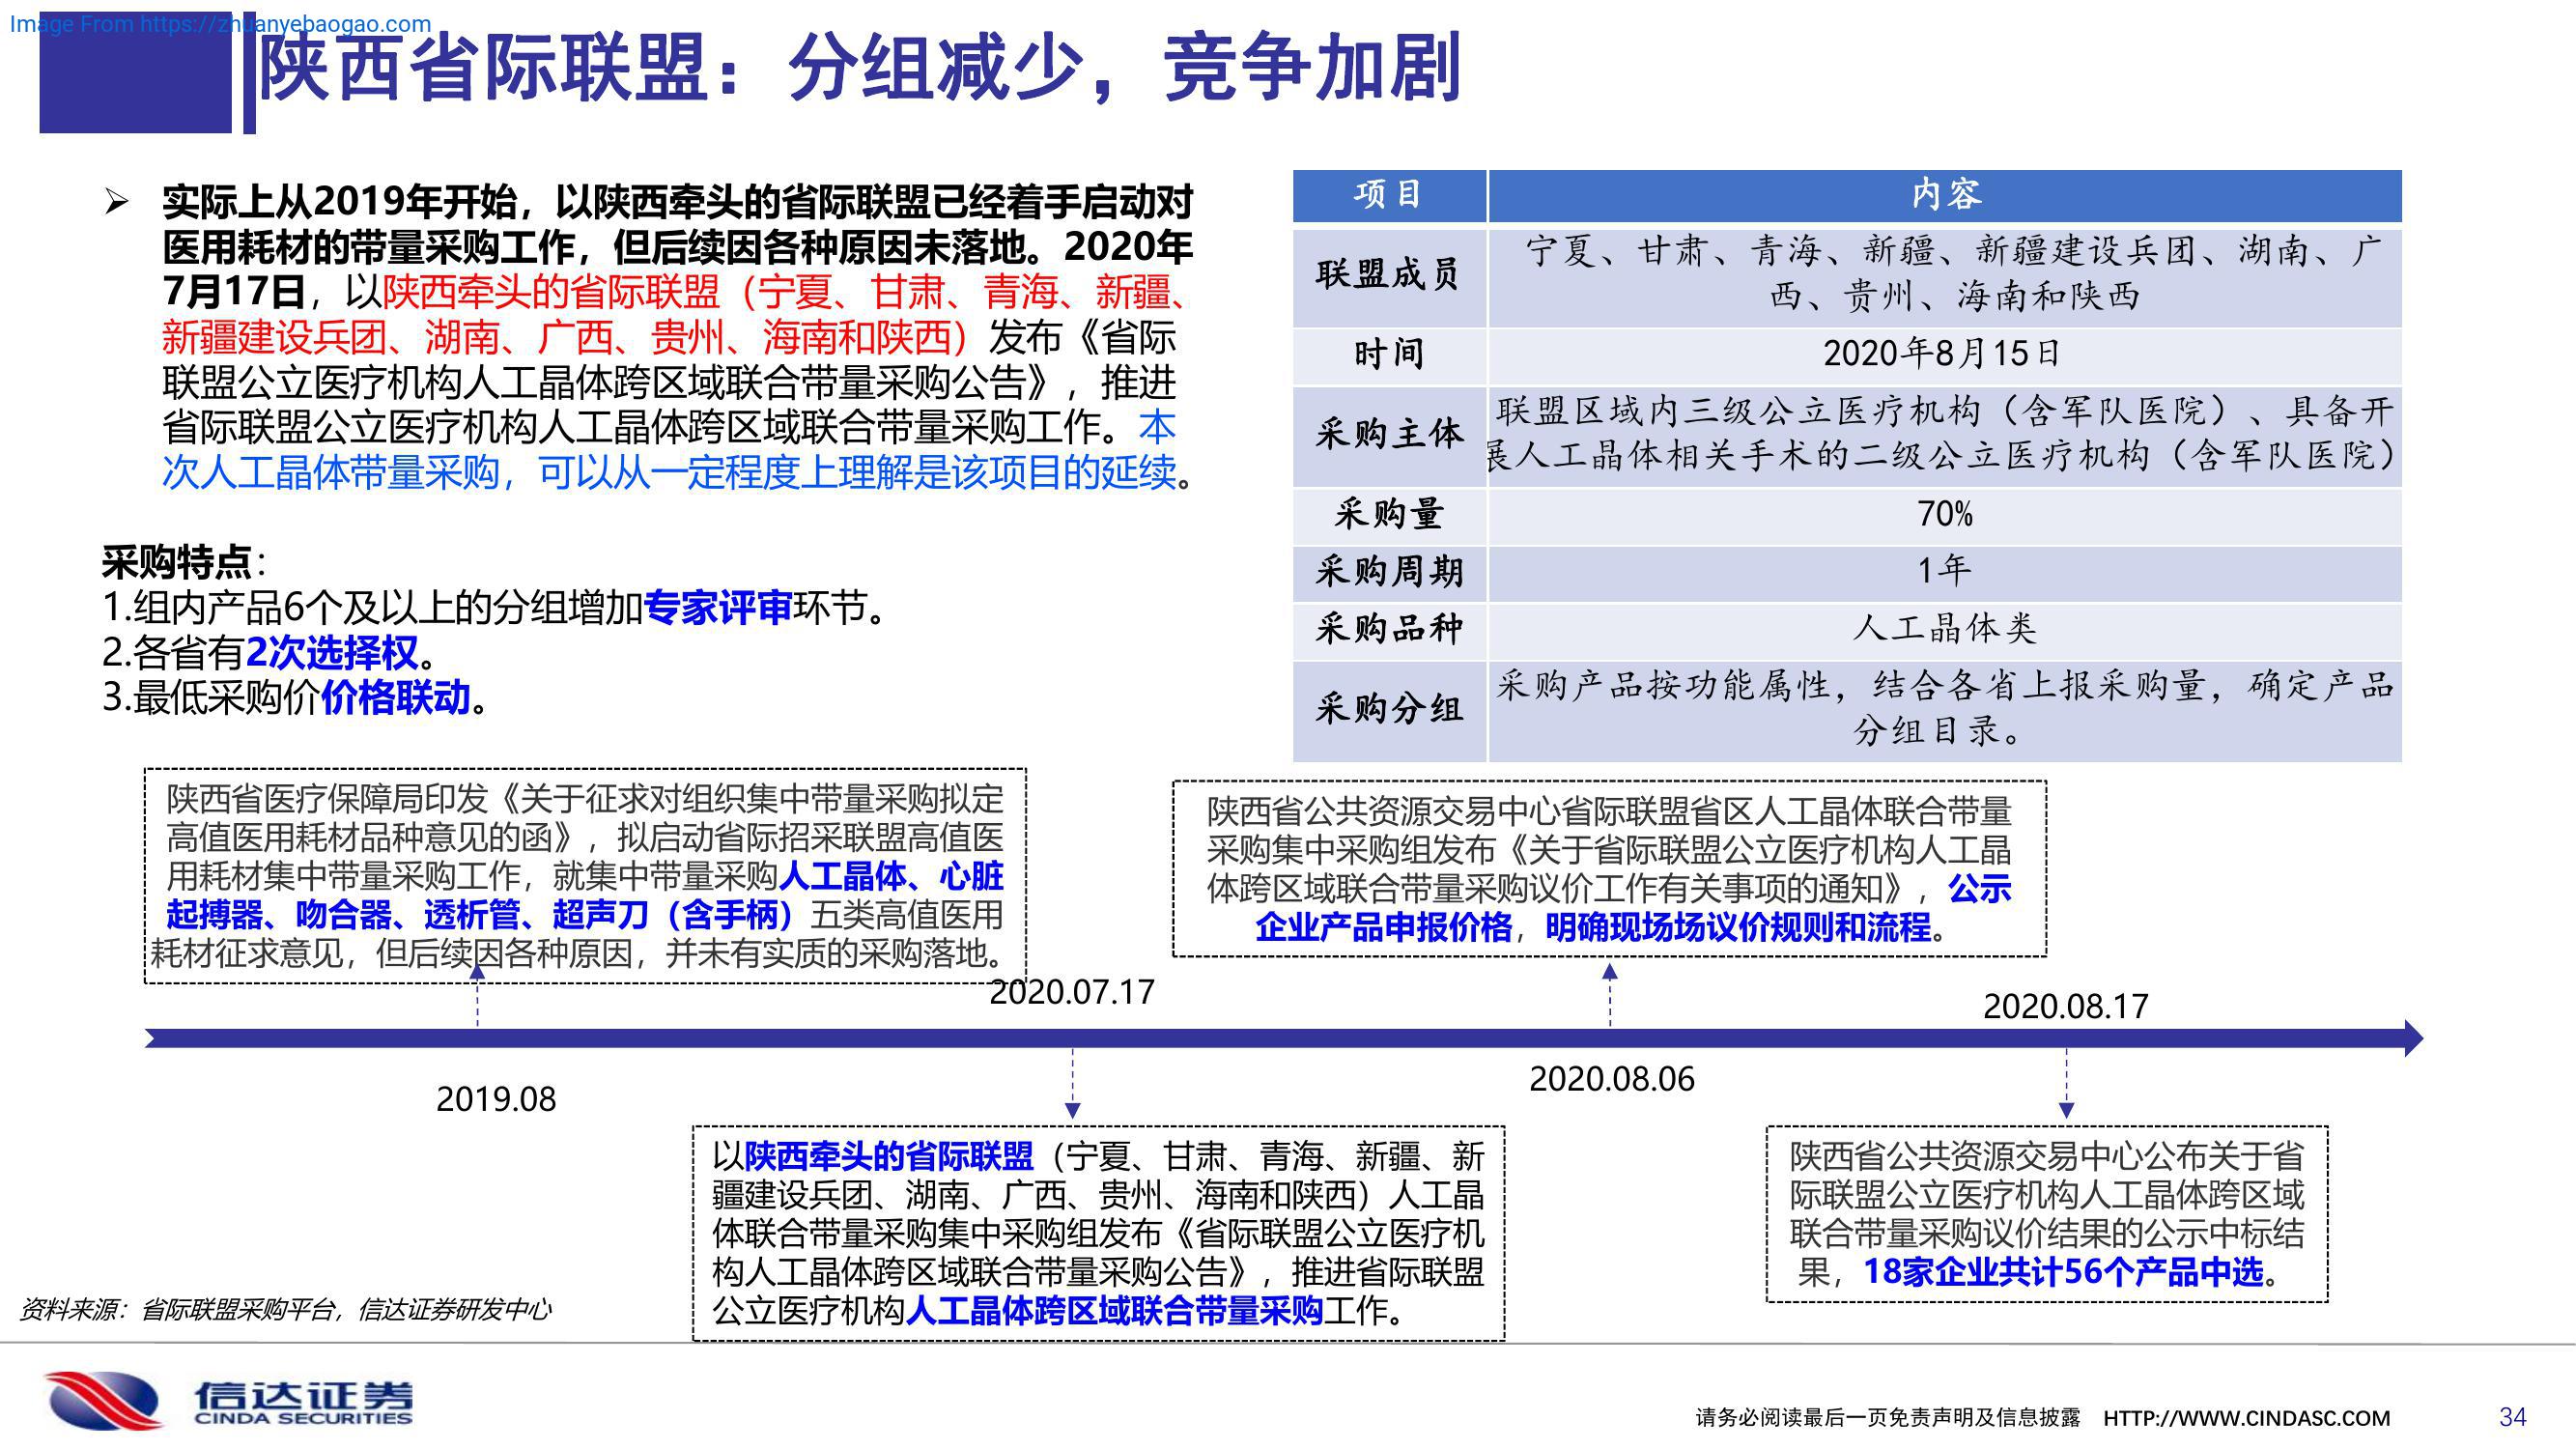 Image From https://zhuanyebaogao.com
陕西省际联盟：分组减少，竞争加剧
➢ 实际上从2019年开始，以陕西牵头的省际联盟已经着手启动对
医用耗材的带量采购工作，但后续因各种原因未落地。2020年
7月17日，以陕西牵头的省际联盟（宁夏、甘肃、青海、新疆、
新疆建设兵团、湖南、广西、贵州、海南和陕西）发布《省际
联盟公立医疗机构人工晶体跨区域联合带量采购公告》，推进
省际联盟公立医疗机构人工晶体跨区域联合带量采购工作。本
次人工晶体带量采购，可以从一定程度上理解是该项目的延续。
采购特点：
1.组内产品6个及以上的分组增加专家评审环节。
2.各省有2次选择权。
3.最低采购价价格联动。
项目 内容
联盟成员 宁夏、甘肃、青海、新疆、新疆建设兵团、湖南、广
西、贵州、海南和陕西
时间 2020年8月15日
采购主体 联盟区域内三级公立医疗机构（含军队医院）、具备开
展人工晶体相关手术的二级公立医疗机构（含军队医院）
采购量 70%
采购周期 1年
采购品种 人工晶体类
采购分组 采购产品按功能属性，结合各省上报采购量，确定产品
分组目录。
陕西省医疗保障局印发《关于征求对组织集中带量采购拟定
高值医用耗材品种意见的函》，拟启动省际招采联盟高值医
用耗材集中带量采购工作，就集中带量采购人工晶体、心脏
起搏器、吻合器、透析管、超声刀（含手柄）五类高值医用
耗材征求意见，但后续因各种原因，并未有实质的采购落地。
陕西省公共资源交易中心省际联盟省区人工晶体联合带量
采购集中采购组发布《关于省际联盟公立医疗机构人工晶
体跨区域联合带量采购议价工作有关事项的通知》，公示
企业产品申报价格，明确现场场议价规则和流程。
2020.07.17
2020.08.17
2019.08
2020.08.06
以陕西牵头的省际联盟（宁夏、甘肃、青海、新疆、新
疆建设兵团、湖南、广西、贵州、海南和陕西）人工晶
体联合带量采购集中采购组发布《省际联盟公立医疗机
构人工晶体跨区域联合带量采购公告》，推进省际联盟
公立医疗机构人工晶体跨区域联合带量采购工作。
陕西省公共资源交易中心公布关于省
际联盟公立医疗机构人工晶体跨区域
联合带量采购议价结果的公示中标结
果，18家企业共计56个产品中选。
资料来源：省际联盟采购平台，信达证券研发中心
信达证券
CINDA SECURITIES
请务必阅读最后一页免责声明及信息披露 HTTP://WWW.CINDASC.COM 34